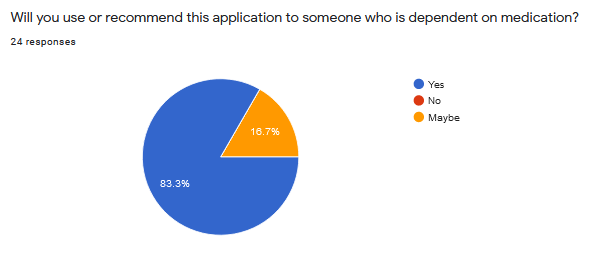 Will you use or recommend this application to someone who is dependent on medication?
24 responses
Yes
No
Maybe
16.7%
83.3%